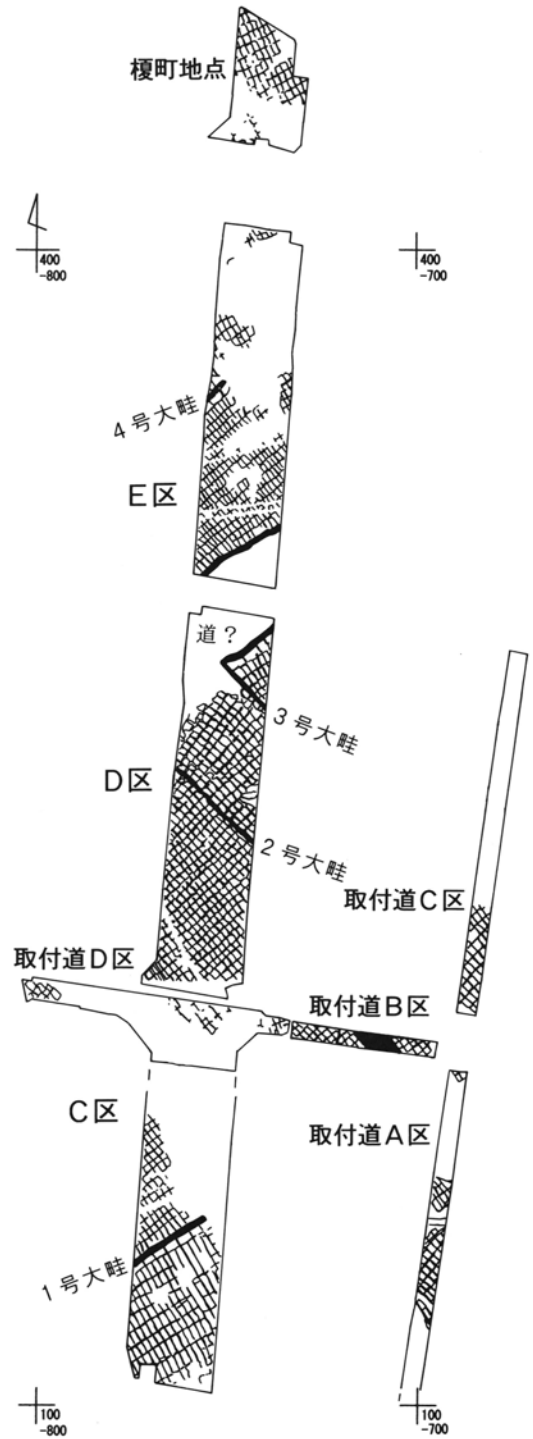 榎町地点
400
-800
400
-700
4号大畦
E区
道？
3号大畦
D区
2号大畦
取付道C区
取付道D区
取付道B区
C区
取付道A区
1号大畦
100
-800
100
-700